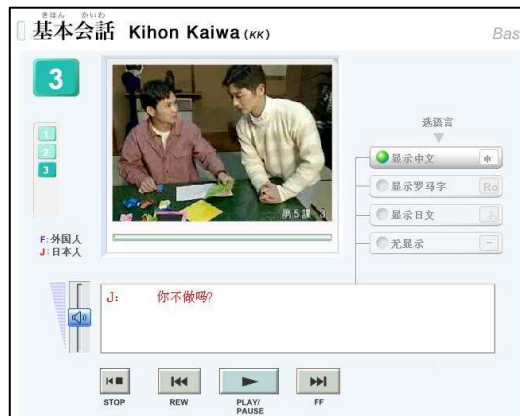 きほん かいわ
基本会話 Kihon Kaiwa (KK)
Bas
3
1
2
3
第5課 3
F:外国人
J:日本人
选语言
显示中文 中
显示罗马字 Ro
显示日文 あ
无显示 -
J: 你不做吗?
STOP
REW
PLAY/
PAUSE
FF